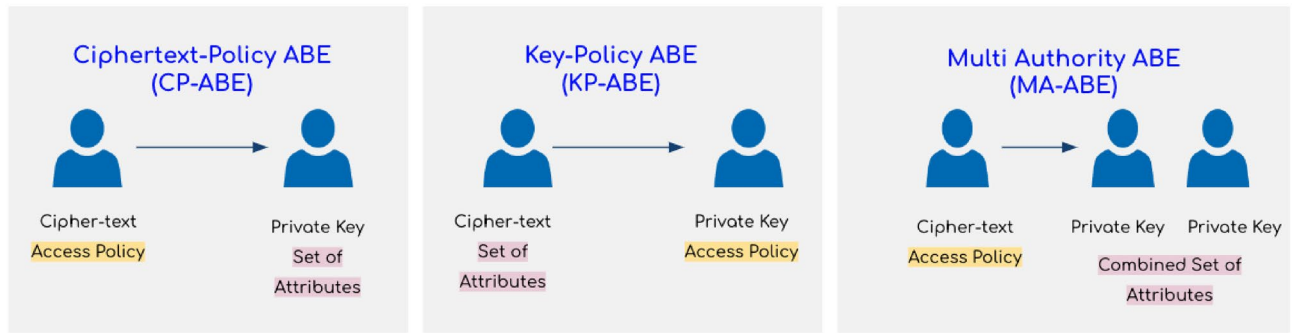 Ciphertext-Policy ABE
(CP-ABE)
Cipher-text
Access Policy
Private Key
Set of
Attributes
Key-Policy ABE
(KP-ABE)
Cipher-text
Set of
Attributes
Private Key
Access Policy
Multi Authority ABE
(MA-ABE)
Cipher-text
Access Policy
Private Key
Private Key
Combined Set of
Attributes